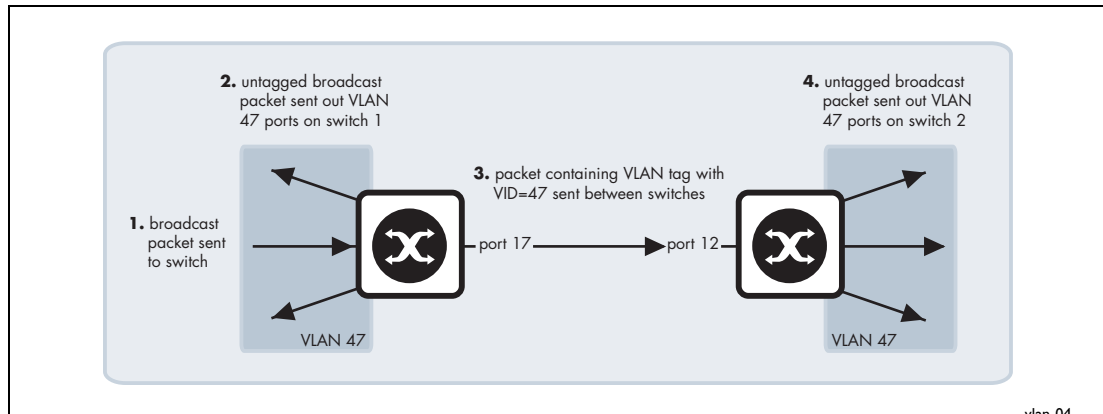 2. untagged broadcast
packet sent out VLAN
47 ports on switch 1
4. untagged broadcast
packet sent out VLAN
47 ports on switch 2
3. packet containing VLAN tag with
VID=47 sent between switches
1. broadcast
packet sent
to switch
port 17
port 12
VLAN 47
VLAN 47
vlan-04